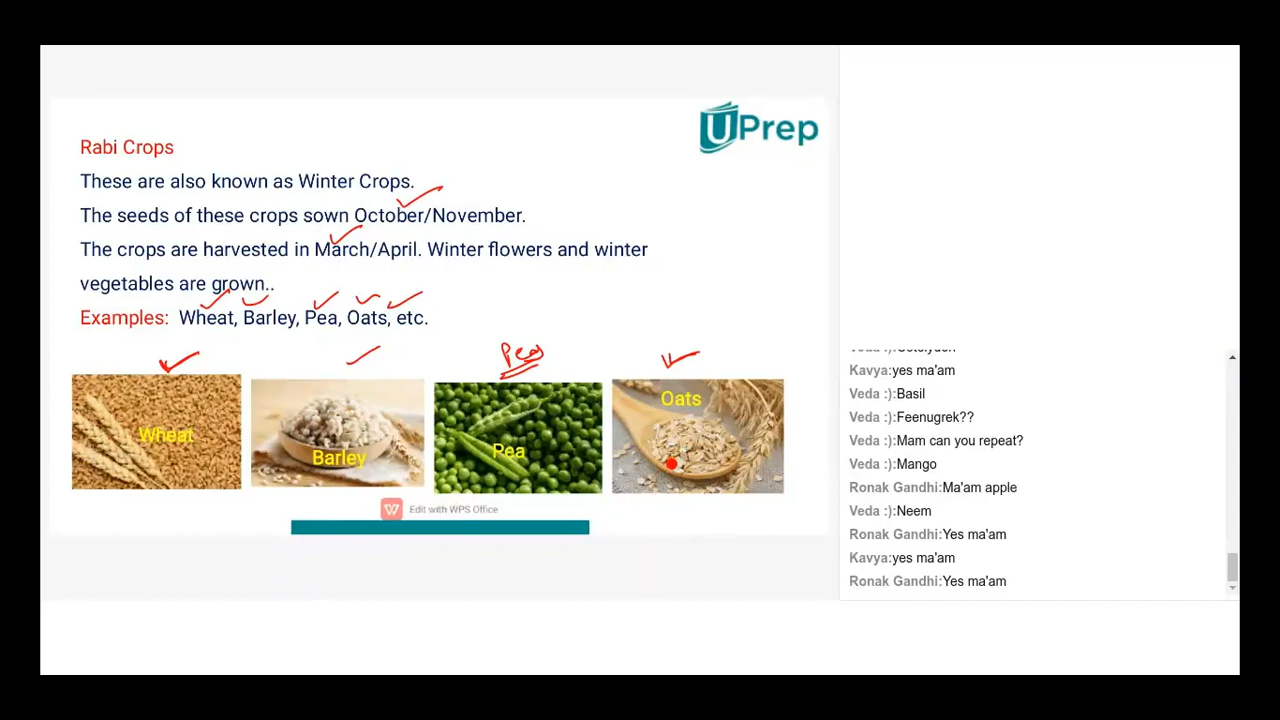 UPrep
Rabi Crops
These are also known as Winter Crops.
The seeds of these crops sown October/November.
The crops are harvested in March/April. Winter flowers and winter
vegetables are grown..
Examples: Wheat, Barley, Pea, Oats, etc.
Pea
Wheat
Barley
Pea
Oats
Edit with WPS Office
Kavya:yes ma'am
Veda :):Basil
Veda :):Feenugrek??
Veda :):Mam can you repeat?
Veda :):Mango
Ronak Gandhi:Ma'am apple
Veda :):Neem
Ronak Gandhi:Yes ma'am
Kavya:yes ma'am
Ronak Gandhi:Yes ma'am